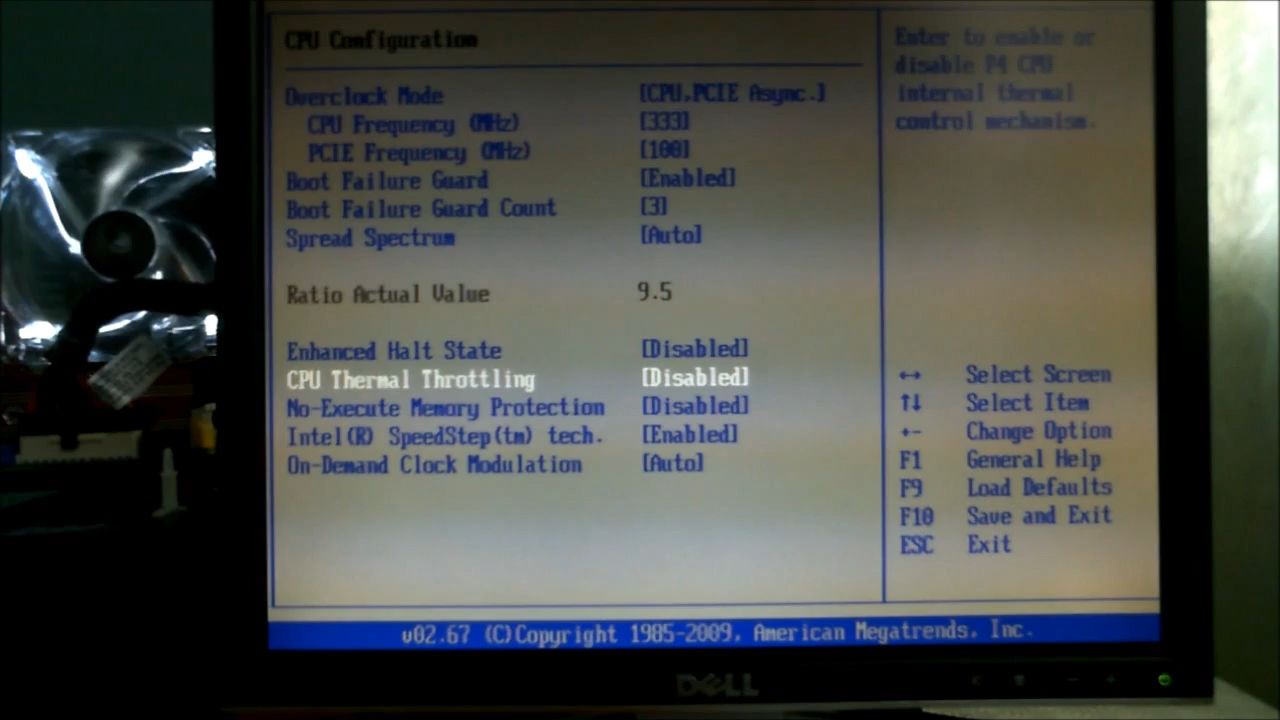 CPU Configuration
Overclock Mode [CPU,PCIE Async.]
CPU Frequency (MHz) [333]
PCIE Frequency (MHz) [100]
Boot Failure Guard [Enabled]
Boot Failure Guard Count [3]
Spread Spectrum [Auto]
Ratio Actual Value 9.5
Enhanced Halt State [Disabled]
CPU Thermal Throttling [Disabled]
No-Execute Memory Protection [Disabled]
Intel(R) SpeedStep(tm) tech. [Enabled]
On-Demand Clock Modulation [Auto]
Enter to enable or
disable P4 CPU
internal thermal
control mechanism.
↔ Select Screen
↑↓ Select Item
+- Change Option
F1 General Help
F9 Load Defaults
F10 Save and Exit
ESC Exit
v02.67 (C)Copyright 1985-2009, American Megatrends, Inc.
DELL